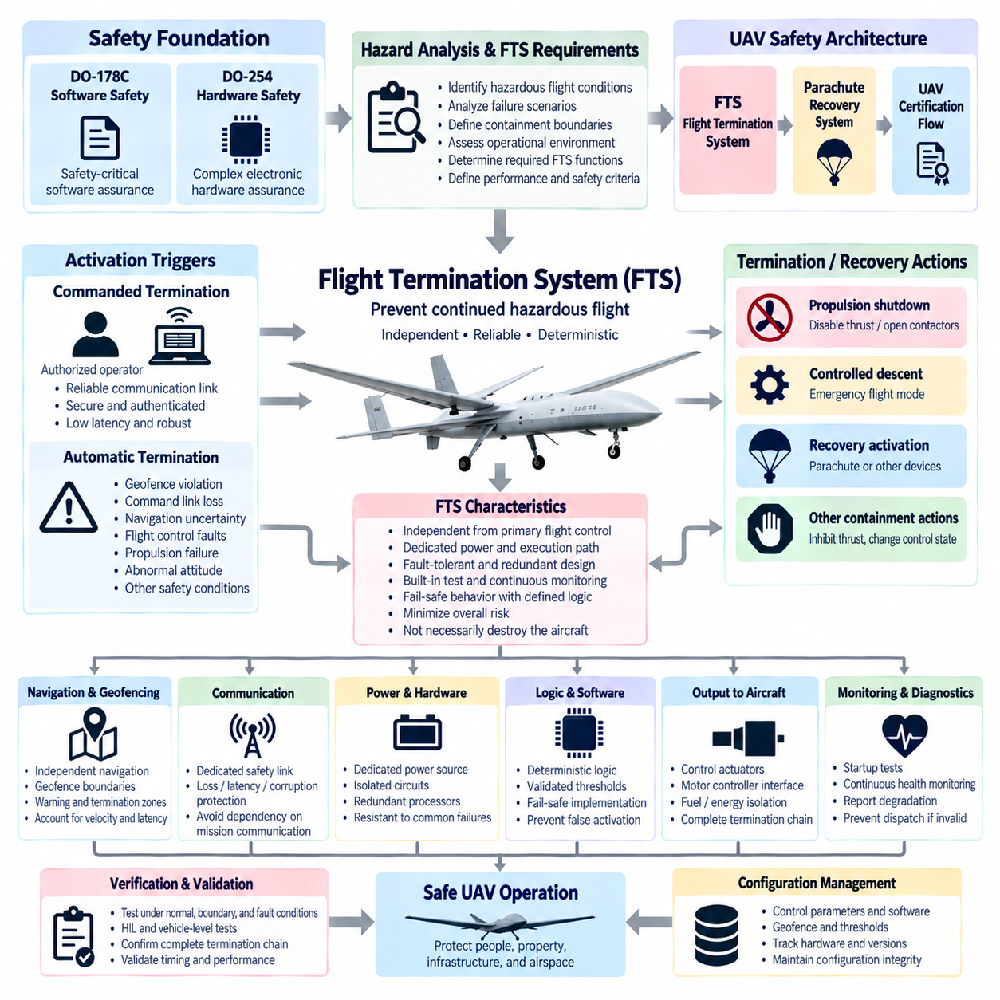 Safety Foundation
DO-178C
Software Safety
Safety-critical
software assurance
DO-254
Hardware Safety
Complex electronic
hardware assurance
Hazard Analysis & FTS Requirements
• Identify hazardous flight conditions
• Analyze failure scenarios
• Define containment boundaries
• Assess operational environment
• Determine required FTS functions
• Define performance and safety criteria
UAV Safety Architecture
FTS
Flight Termination
System
Parachute
Recovery
System
UAV
Certification
Flow
Activation Triggers
Commanded Termination
Authorized operator
• Reliable communication link
• Secure and authenticated
• Low latency and robust
Automatic Termination
• Geofence violation
• Command link loss
• Navigation uncertainty
• Flight control faults
• Propulsion failure
• Abnormal attitude
• Other safety conditions
Flight Termination System (FTS)
Prevent continued hazardous flight
Independent • Reliable • Deterministic
Termination / Recovery Actions
Propulsion shutdown
Disable thrust / open contactors
Controlled descent
Emergency flight mode
Recovery activation
Parachute or other devices
Other containment actions
Inhibit thrust, change control state
FTS Characteristics
• Independent from primary flight control
• Dedicated power and execution path
• Fault-tolerant and redundant design
• Built-in test and continuous monitoring
• Fail-safe behavior with defined logic
• Minimize overall risk
• Not necessarily destroy the aircraft
Navigation & Geofencing
• Independent navigation
• Geofence boundaries
• Warning and termination zones
• Account for velocity and latency
Communication
• Dedicated safety link
• Loss / latency / corruption
protection
• Avoid dependency on
mission communication
Power & Hardware
• Dedicated power source
• Isolated circuits
• Redundant processors
• Resistant to common failures
Logic & Software
• Deterministic logic
• Validated thresholds
• Fail-safe implementation
• Prevent false activation
Output to Aircraft
• Control actuators
• Motor controller interface
• Fuel / energy isolation
• Complete termination chain
Monitoring & Diagnostics
• Startup tests
• Continuous health monitoring
• Report degradation
• Prevent dispatch if invalid
Verification & Validation
• Test under normal, boundary, and fault conditions
• HIL and vehicle-level tests
• Confirm complete termination chain
• Validate timing and performance
Safe UAV Operation
Protect people, property,
infrastructure, and airspace
Configuration Management
• Control parameters and software
• Geofence and thresholds
• Track hardware and versions
• Maintain configuration integrity